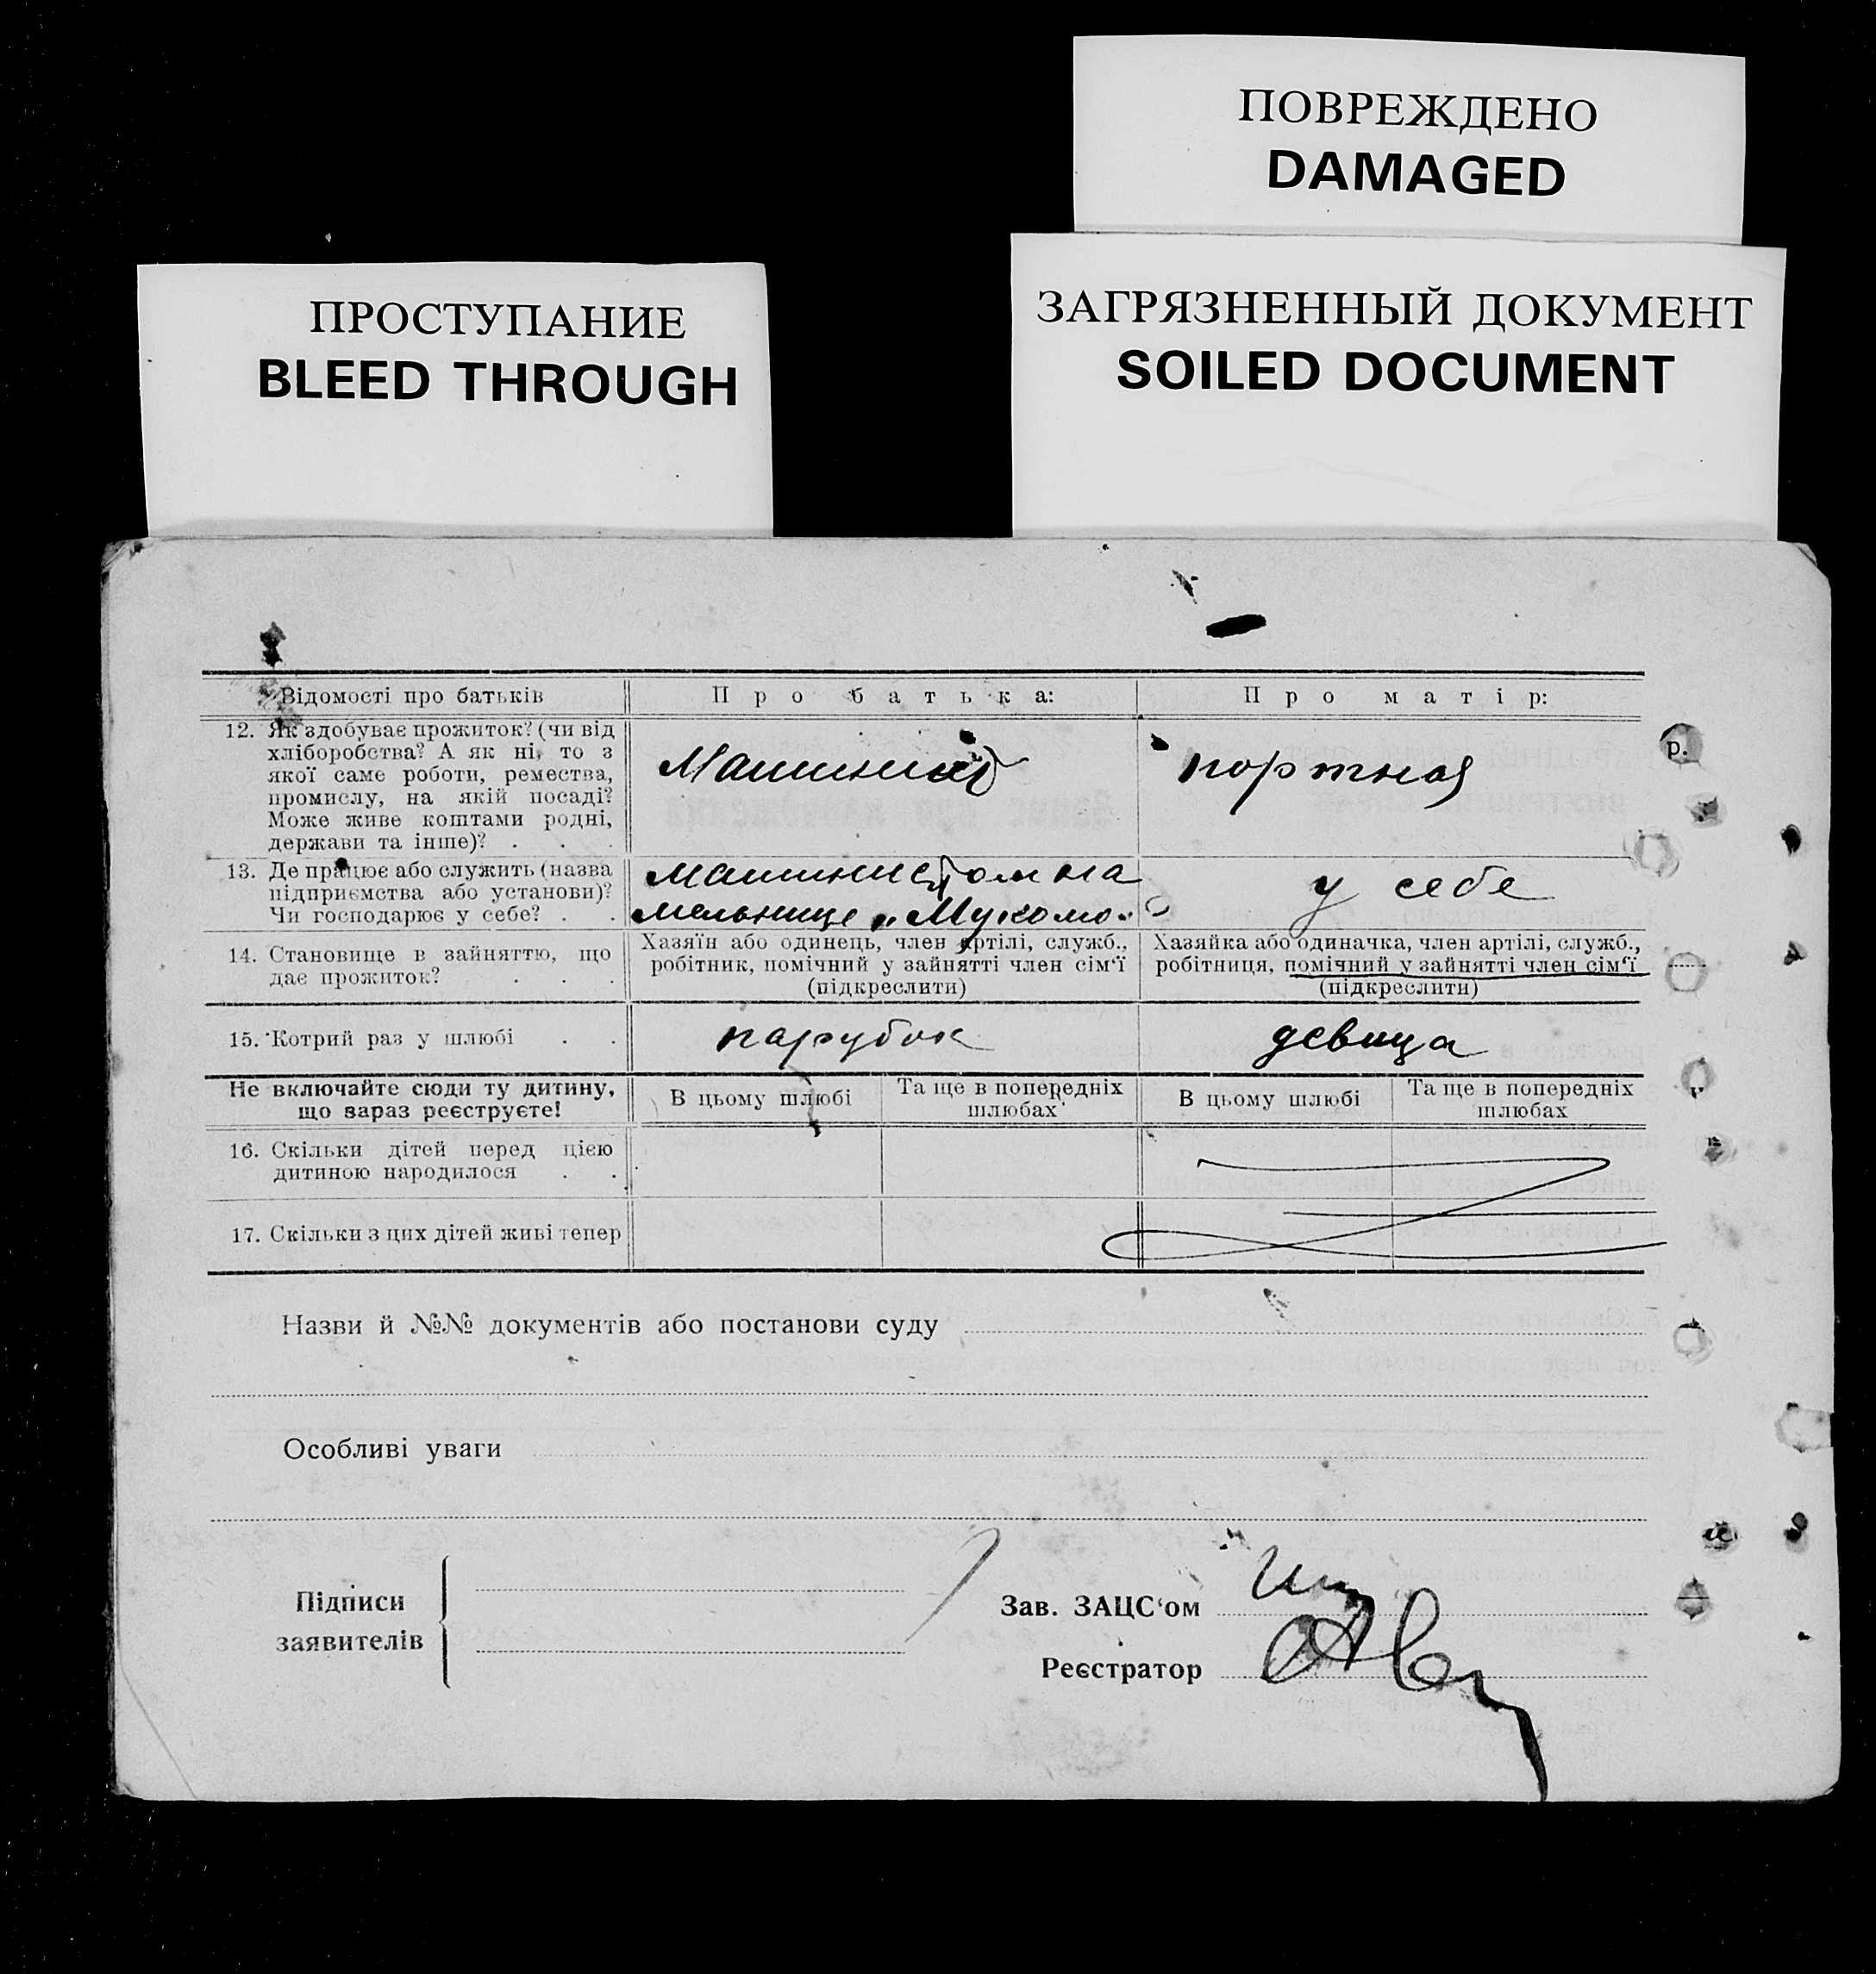 ПОВРЕЖДЕНО
DAMAGED
ПРОСТУПАНИЕ
BLEED THROUGH
ЗАГРЯЗНЕННЫЙ ДОКУМЕНТ
SOILED DOCUMENT
Відомості про батьків
Про батька:
Про матір:
12. Як здобуває прожиток? (чи від
хліборобства? А як ні, то з
якої саме роботи, ремества,
промислу, на якій посаді?
Може живе коштами родні,
держави та інше)? . . .
портная
р.
13. Де працює або служить (назва
підприємства або установи)?
Чи господарює у себе? . .
Машинистом на
мельнице „Мукомо.
у себе
14. Становище в зайняттю, що
дає прожиток? . . .
Хазяїн або одинець, член артілі, служб.,
робітник, помічний у зайнятті член сім‘ї
(підкреслити)
Хазяйка або одиначка, член артілі, служб.,
робітниця, помічний у зайнятті член сім‘ї
(підкреслити)
15. Котрий раз у шлюбі . .
парубок
девица
Не включайте сюди ту дитину,
що зараз реєструєте!
В цьому шлюбі
Та ще в попередніх
шлюбах
В цьому шлюбі
Та ще в попередніх
шлюбах
16. Скільки дітей перед цією
дитиною народилося . .
17. Скільки з цих дітей живі тепер
Назви й №№ документів або постанови суду
Особливі уваги
Підписи
заявителів
Зав. ЗАЦС‘ом
Реєстратор